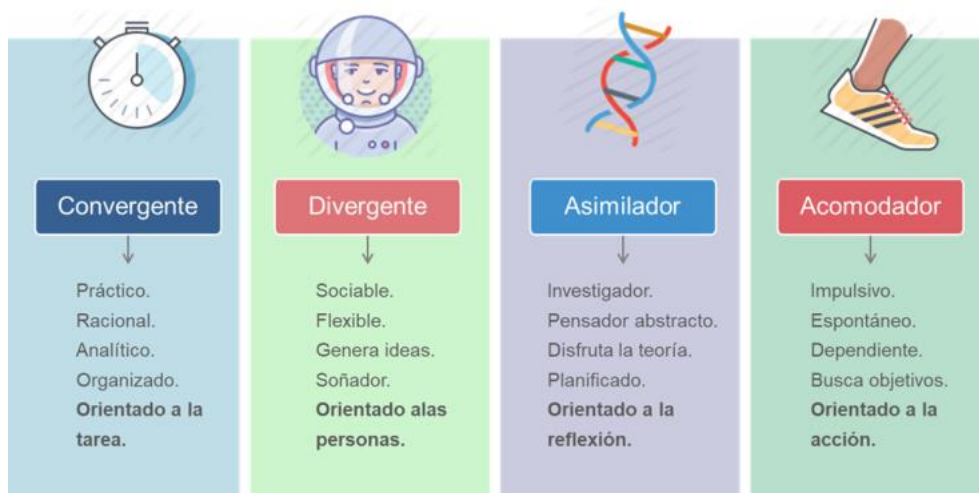 Convergente
Práctico.
Racional.
Analítico.
Organizado.
Orientado a la
tarea.
Divergente
Sociable.
Flexible.
Genera ideas.
Soñador.
Orientado alas
personas.
Asimilador
Investigador.
Pensador abstracto.
Disfruta la teoría.
Planificado.
Orientado a la
reflexión.
Acomodador
Impulsivo.
Espontáneo.
Dependiente.
Busca objetivos.
Orientado a la
acción.